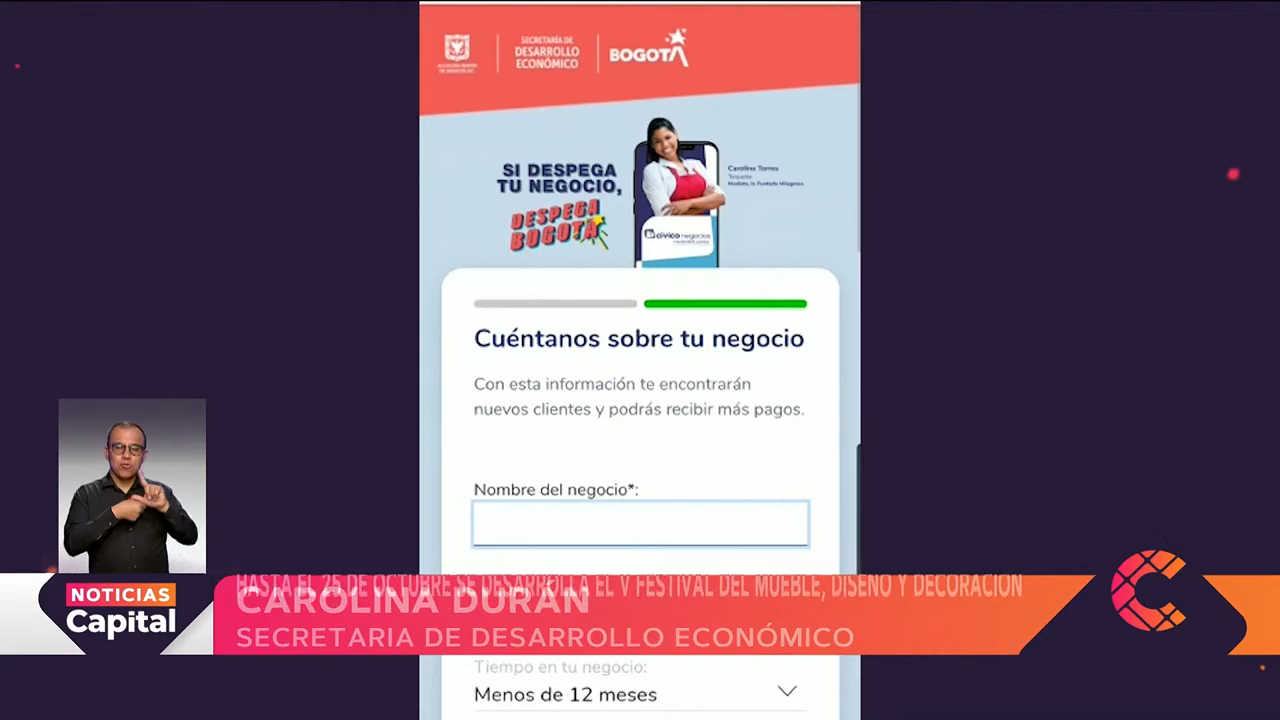 SECRETARÍA DE
DESARROLLO
ECONÓMICO
BOGOTÁ
SI DESPEGA
TU NEGOCIO,
DESPEGA
BOGOTÁ
Carolina Torres
cívico negocios
Cuéntanos sobre tu negocio
Con esta información te encontrarán
nuevos clientes y podrás recibir más pagos.
Nombre del negocio*:
HASTA EL 25 DE OCTUBRE SE DESARROLLA EL V FESTIVAL DEL MUEBLE, DISEÑO Y DECORACIÓN
CAROLINA DURÁN
SECRETARIA DE DESARROLLO ECONÓMICO
NOTICIAS
Capital
Tiempo en tu negocio:
Menos de 12 meses